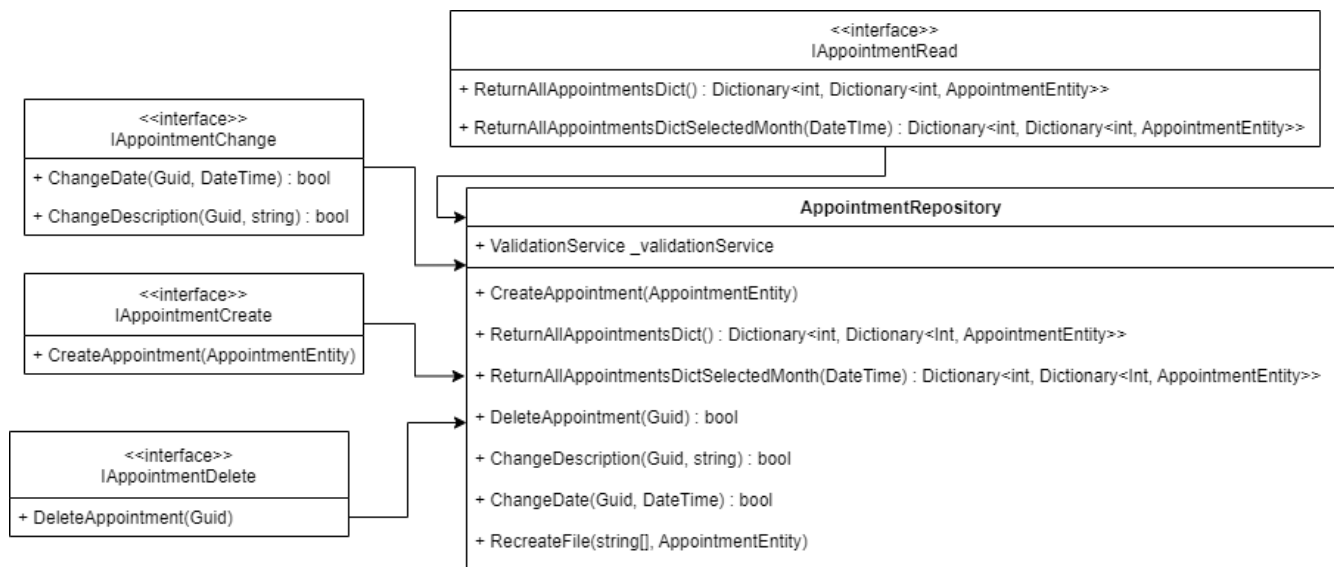 <<interface>>
IAppointmentRead
+ ReturnAllAppointmentsDict() : Dictionary<int, Dictionary<int, AppointmentEntity>>
+ ReturnAllAppointmentsDictSelectedMonth(DateTIme) : Dictionary<int, Dictionary<int, AppointmentEntity>>
<<interface>>
IAppointmentChange
+ ChangeDate(Guid, DateTime) : bool
+ ChangeDescription(Guid, string) : bool
<<interface>>
IAppointmentCreate
+ CreateAppointment(AppointmentEntity)
<<interface>>
IAppointmentDelete
+ DeleteAppointment(Guid)
AppointmentRepository
+ ValidationService _validationService
+ CreateAppointment(AppointmentEntity)
+ ReturnAllAppointmentsDict() : Dictionary<int, Dictionary<Int, AppointmentEntity>>
+ ReturnAllAppointmentsDictSelectedMonth(DateTime) : Dictionary<int, Dictionary<Int, AppointmentEntity>>
+ DeleteAppointment(Guid) : bool
+ ChangeDescription(Guid, string) : bool
+ ChangeDate(Guid, DateTime) : bool
+ RecreateFile(string[], AppointmentEntity)